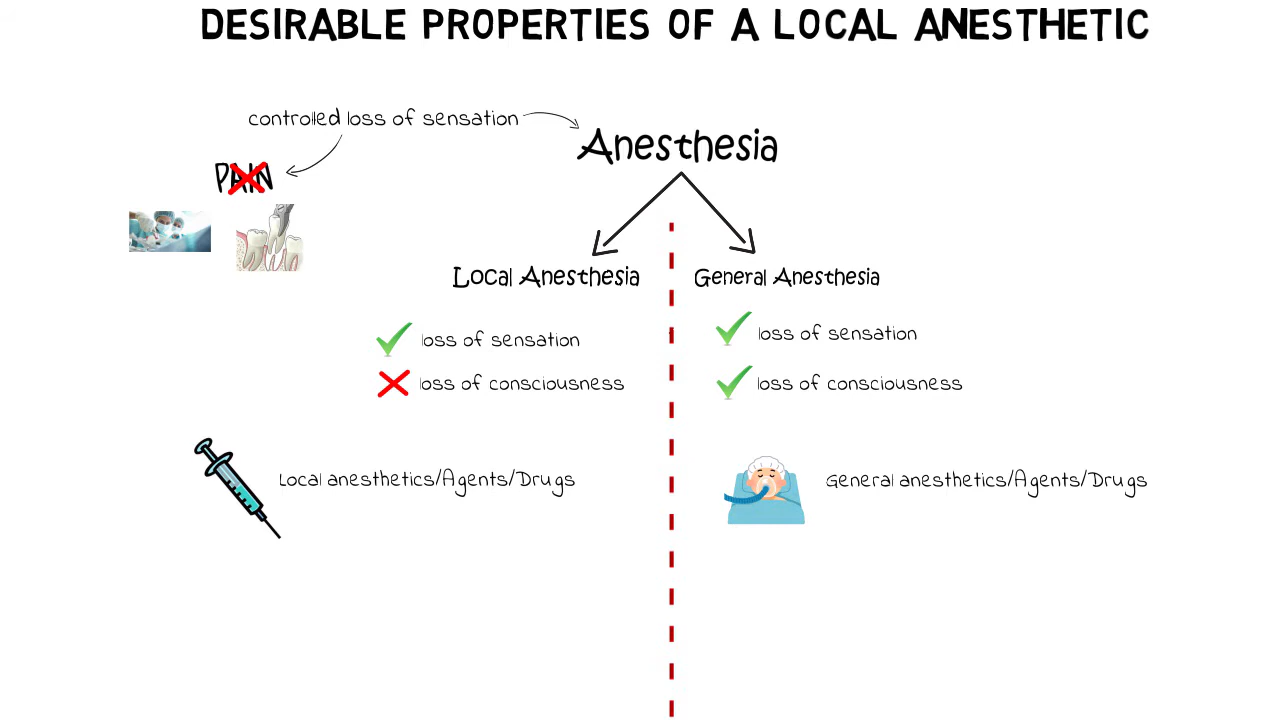 DESIRABLE PROPERTIES OF A LOCAL ANESTHETIC
controlled loss of sensation
Anesthesia
PAIN
Local Anesthesia
General Anesthesia
loss of sensation
loss of sensation
loss of consciousness
loss of consciousness
Local anesthetics/Agents/Drugs
General anesthetics/Agents/Drugs